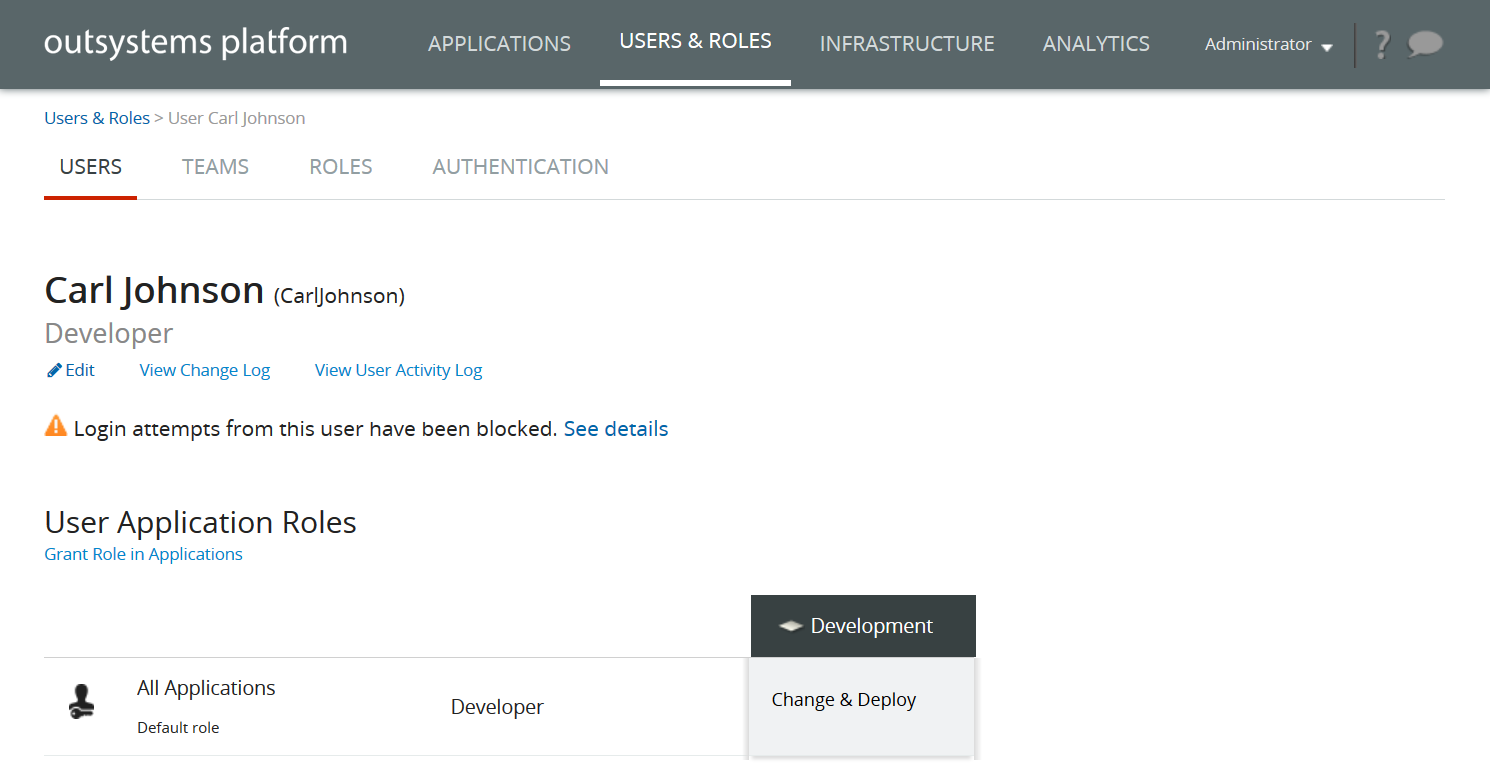 outsystems platform APPLICATIONS USERS & ROLES INFRASTRUCTURE ANALYTICS Administrator ?
Users & Roles > User Carl Johnson
USERS TEAMS ROLES AUTHENTICATION
Carl Johnson (CarlJohnson)
Developer
Edit View Change Log View User Activity Log
Login attempts from this user have been blocked. See details
User Application Roles
Grant Role in Applications
Development
All Applications
Default role
Developer
Change & Deploy